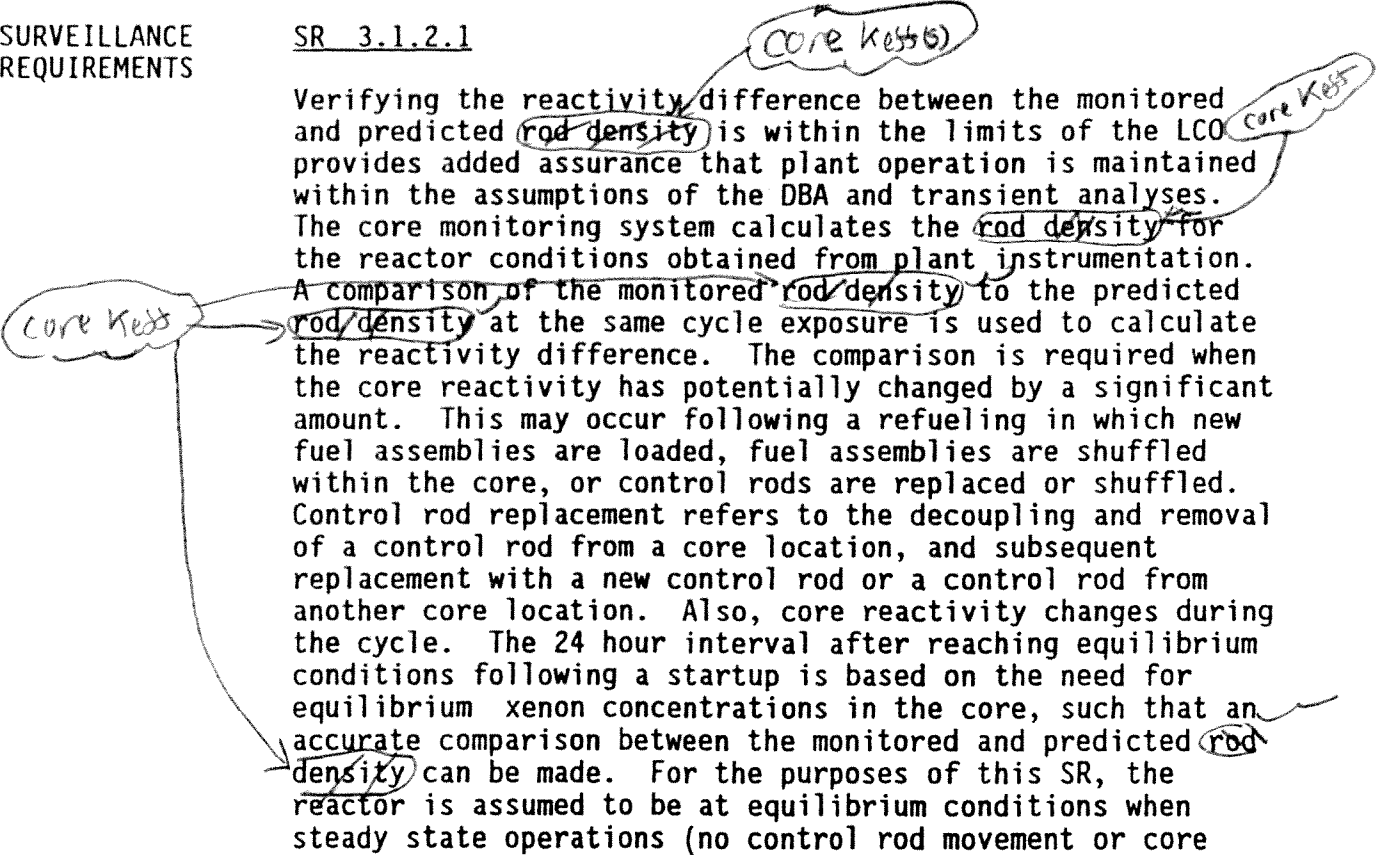 SURVEILLANCE SR 3.1.2.1
REQUIREMENTS
core Keff(s)
Verifying the reactivity difference between the monitored
core Keff
and predicted rod density is within the limits of the LCO
provides added assurance that plant operation is maintained
within the assumptions of the DBA and transient analyses.
The core monitoring system calculates the rod density for
the reactor conditions obtained from plant instrumentation.
A comparison of the monitored rod density to the predicted
core Keff
rod density at the same cycle exposure is used to calculate
the reactivity difference. The comparison is required when
the core reactivity has potentially changed by a significant
amount. This may occur following a refueling in which new
fuel assemblies are loaded, fuel assemblies are shuffled
within the core, or control rods are replaced or shuffled.
Control rod replacement refers to the decoupling and removal
of a control rod from a core location, and subsequent
replacement with a new control rod or a control rod from
another core location. Also, core reactivity changes during
the cycle. The 24 hour interval after reaching equilibrium
conditions following a startup is based on the need for
equilibrium xenon concentrations in the core, such that an
accurate comparison between the monitored and predicted rod
density can be made. For the purposes of this SR, the
reactor is assumed to be at equilibrium conditions when
steady state operations (no control rod movement or core